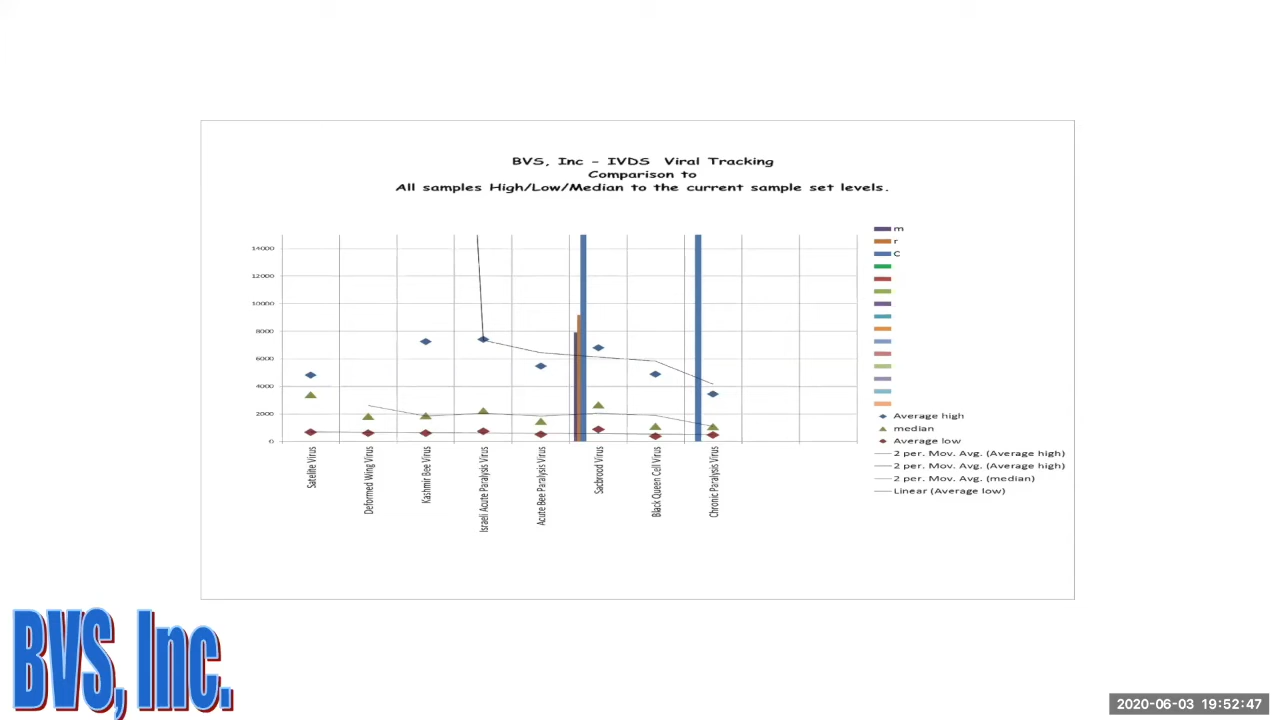 BVS, Inc - IVDS Viral Tracking
Comparison to
All samples High/Low/Median to the current sample set levels.
m
r
C
14000
12000
10000
8000
6000
4000
2000
0
Average high
median
Average low
2 per. Mov. Avg. (Average high)
2 per. Mov. Avg. (Average high)
2 per. Mov. Avg. (median)
Linear (Average low)
Satelite Virus
Deformed Wing Virus
Kashmir Bee Virus
Israeli Acute Paralysis Virus
Acute Bee Paralysis Virus
Sacbrood Virus
Black Queen Cell Virus
Chronic Paralysis Virus
BVS, Inc.
2020-06-03 19:52:47